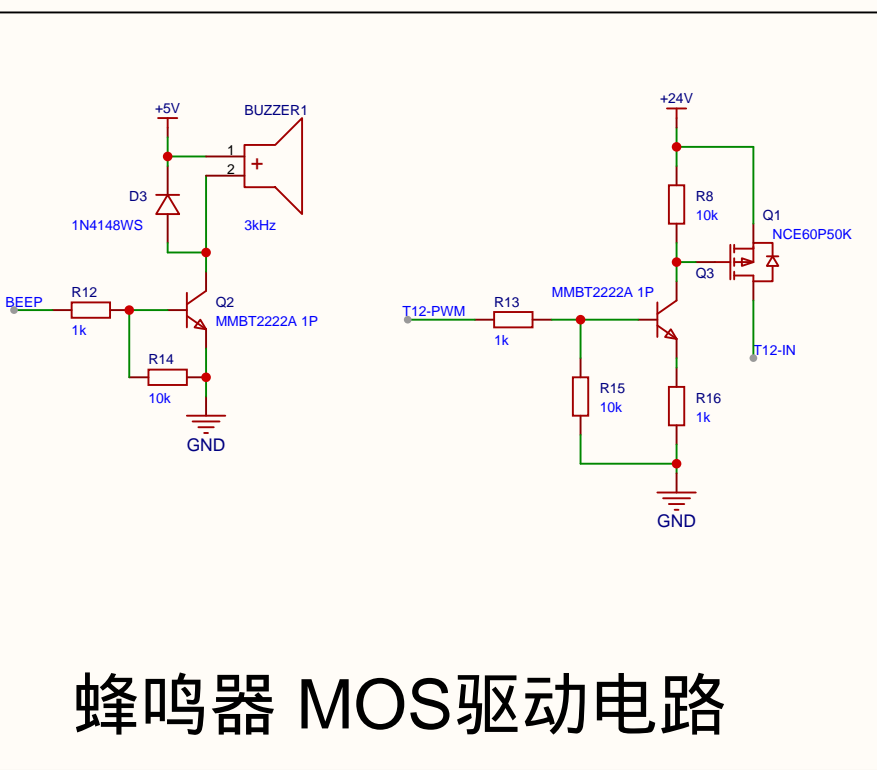 +5V
BUZZER1
1
2
D3
1N4148WS
3kHz
BEEP
R12
1k
Q2
MMBT2222A 1P
R14
10k
GND
+24V
R8
10k
Q1
NCE60P50K
Q3
MMBT2222A 1P
T12-PWM
R13
1k
T12-IN
R15
10k
R16
1k
GND
蜂鸣器 MOS驱动电路